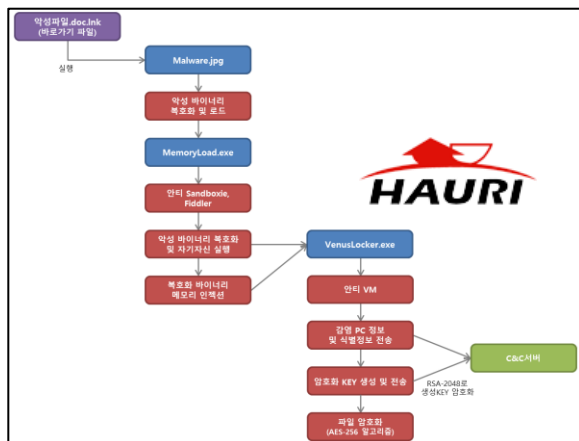 악성파일.doc.lnk
(바로가기 파일)
실행
Malware.jpg
악성 바이너리
복호화 및 로드
MemoryLoad.exe
안티 Sandboxie,
Fiddler
악성 바이너리 복호화
및 자기자신 실행
복호화 바이너리
메모리 인젝션
HAURI
VenusLocker.exe
안티 VM
감염 PC 정보
및 식별정보 전송
C&C서버
암호화 KEY 생성 및 전송
RSA-2048로
생성KEY 암호화
파일 암호화
(AES-256 알고리즘)